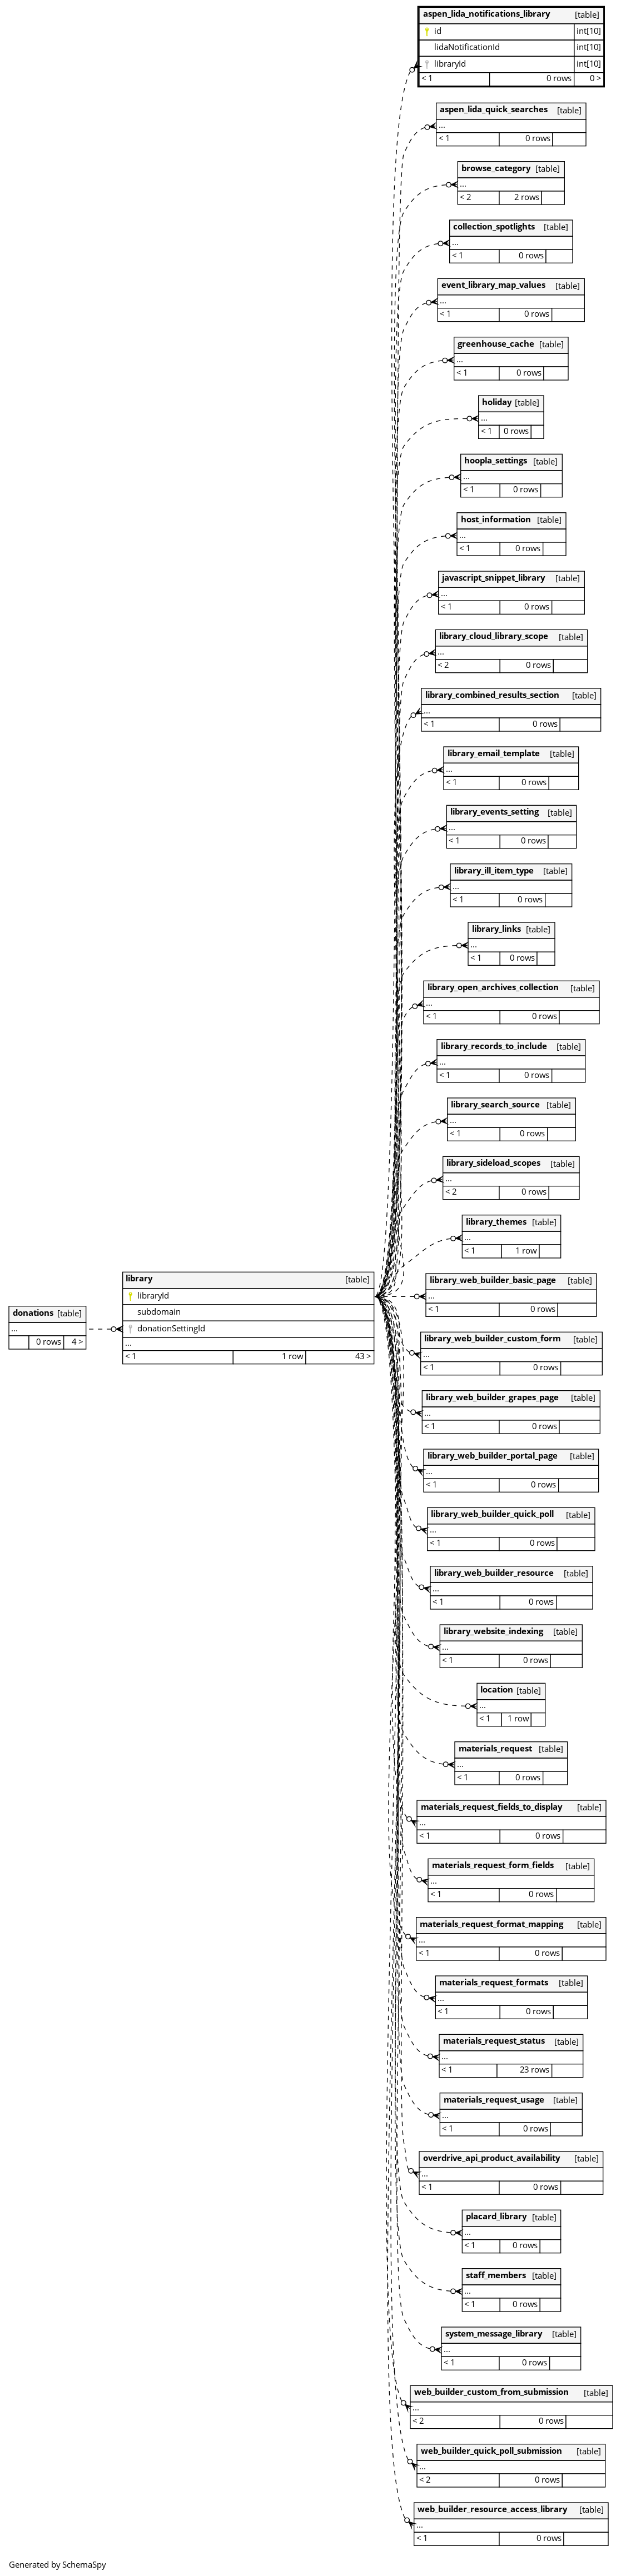 aspen_lida_notifications_library [table]
id int[10]
lidaNotificationId int[10]
libraryId int[10]
< 1 0 rows 0 >
aspen_lida_quick_searches [table]
...
< 1 0 rows
browse_category [table]
...
< 2 2 rows
collection_spotlights [table]
...
< 1 0 rows
event_library_map_values [table]
...
< 1 0 rows
greenhouse_cache [table]
...
< 1 0 rows
holiday [table]
...
< 1 0 rows
hoopla_settings [table]
...
< 1 0 rows
host_information [table]
...
< 1 0 rows
javascript_snippet_library [table]
...
< 1 0 rows
library_cloud_library_scope [table]
...
< 2 0 rows
library_combined_results_section [table]
...
< 1 0 rows
library_email_template [table]
...
< 1 0 rows
library_events_setting [table]
...
< 1 0 rows
library_ill_item_type [table]
...
< 1 0 rows
library_links [table]
...
< 1 0 rows
library_open_archives_collection [table]
...
< 1 0 rows
library_records_to_include [table]
...
< 1 0 rows
library_search_source [table]
...
< 1 0 rows
library_sideload_scopes [table]
...
< 2 0 rows
library_themes [table]
...
< 1 1 row
library [table]
libraryId
subdomain
donationSettingId
...
< 1 1 row 43 >
donations [table]
...
0 rows 4 >
library_web_builder_basic_page [table]
...
< 1 0 rows
library_web_builder_custom_form [table]
...
< 1 0 rows
library_web_builder_grapes_page [table]
...
< 1 0 rows
library_web_builder_portal_page [table]
...
< 1 0 rows
library_web_builder_quick_poll [table]
...
< 1 0 rows
library_web_builder_resource [table]
...
< 1 0 rows
library_website_indexing [table]
...
< 1 0 rows
location [table]
...
< 1 1 row
materials_request [table]
...
< 1 0 rows
materials_request_fields_to_display [table]
...
< 1 0 rows
materials_request_form_fields [table]
...
< 1 0 rows
materials_request_format_mapping [table]
...
< 1 0 rows
materials_request_formats [table]
...
< 1 0 rows
materials_request_status [table]
...
< 1 23 rows
materials_request_usage [table]
...
< 1 0 rows
overdrive_api_product_availability [table]
...
< 1 0 rows
placard_library [table]
...
< 1 0 rows
staff_members [table]
...
< 1 0 rows
system_message_library [table]
...
< 1 0 rows
web_builder_custom_from_submission [table]
...
< 2 0 rows
web_builder_quick_poll_submission [table]
...
< 2 0 rows
web_builder_resource_access_library [table]
...
< 1 0 rows
Generated by SchemaSpy